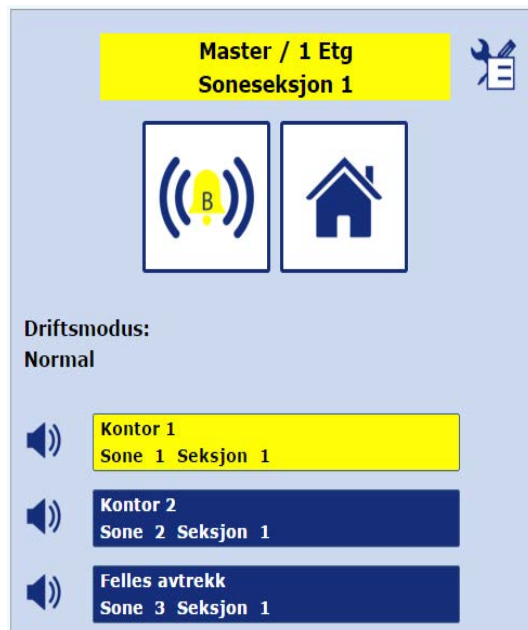 Master / 1 Etg
Soneseksjon 1
B
Driftsmodus:
Normal
Kontor 1
Sone 1 Seksjon 1
Kontor 2
Sone 2 Seksjon 1
Felles avtrekk
Sone 3 Seksjon 1